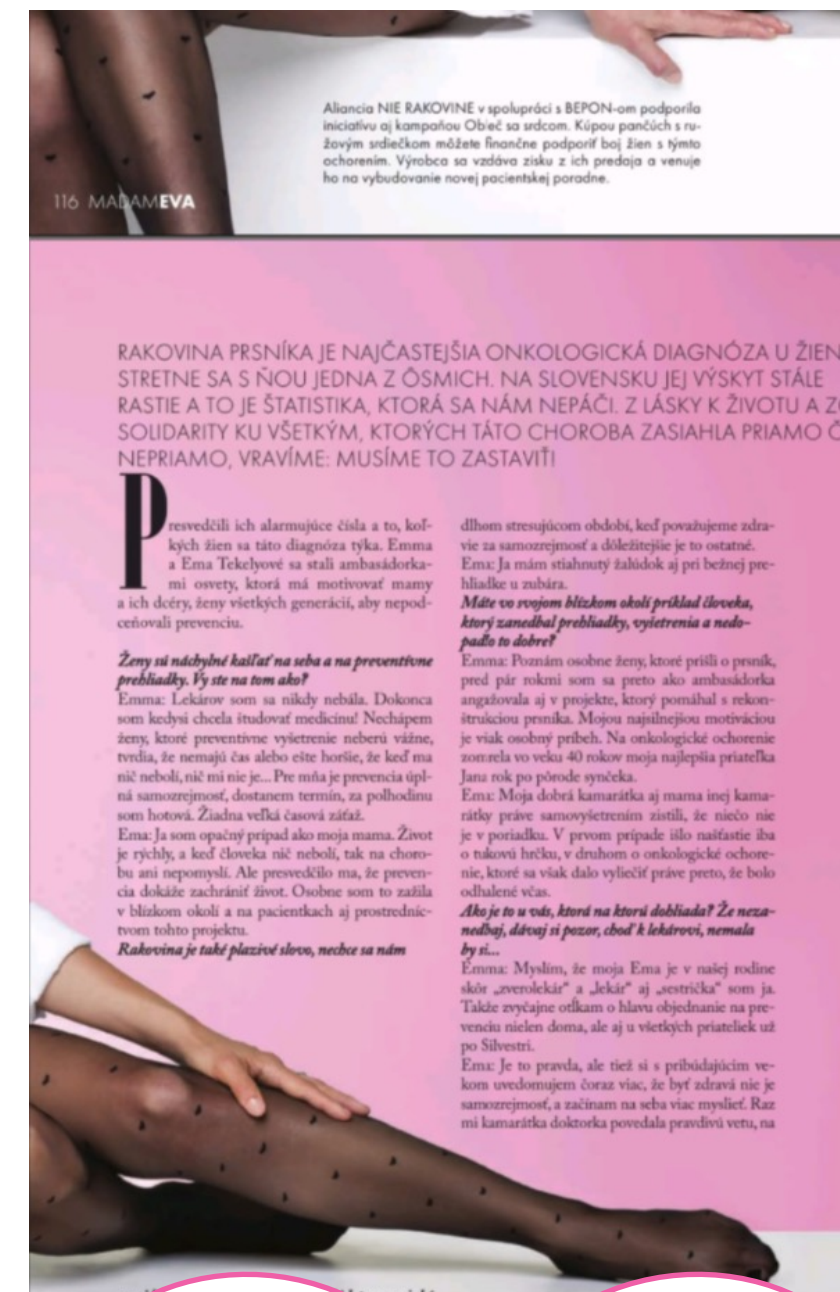 Aliancia NIE RAKOVINE v spolupráci s BEPON-om podporila
iniciatívu aj kampaňou Obleč sa srdcom. Kúpou pančúch s ru-
žovým srdiečkom môžete finančne podporiť boj žien s týmto
ochorením. Výrobca sa vzdáva zisku z ich predaja a venuje
ho na vybudovanie novej pacientskej poradne.
116 MADAMEVA
RAKOVINA PRSNÍKA JE NAJČASTEJŠIA ONKOLOGICKÁ DIAGNÓZA U ŽIEN
STRETNE SA S ŇOU JEDNA Z ÔSMICH. NA SLOVENSKU JEJ VÝSKYT STÁLE
RASTIE A TO JE ŠTATISTIKA, KTORÁ SA NÁM NEPÁČI. Z LÁSKY K ŽIVOTU A
SOLIDARITY KU VŠETKÝM, KTORÝCH TÁTO CHOROBA ZASIAHLA PRIAMO
NEPRIAMO, VRAVÍME: MUSÍME TO ZASTAVIŤ!
Presvedčili ich alarmujúce čísla a to, koľ-
kých žien sa táto diagnóza týka. Emma
a Ema Tekelyové sa stali ambasádorka-
mi osvety, ktorá má motivovať mamy
a ich dcéry, ženy všetkých generácií, aby nepod-
ceňovali prevenciu.
Ženy sú náchylné kašľať na seba a na preventívne
prehliadky. Vy ste na tom ako?
Emma: Lekárov som sa nikdy nebála. Dokonca
som kedysi chcela študovať medicínu! Nechápem
ženy, ktoré preventívne vyšetrenie neberú vážne,
tvrdia, že nemajú čas alebo ešte horšie, že keď ma
nič nebolí, nič mi nie je... Pre mňa je prevencia úpl-
ná samozrejmosť, dostanem termín, za polhodinu
som hotová. Žiadna veľká časová záťaž.
Ema: Ja som opačný prípad ako moja mama. Život
je rýchly, a keď človeka nič nebolí, tak na choro-
bu ani nepomyslí. Ale presvedčilo ma, že preven-
cia dokáže zachrániť život. Osobne som to zažila
v blízkom okolí a na pacientkach aj prostredníc-
tvom tohto projektu.
Rakovina je také plazivé slovo, nechce sa nám
dlhom stresujúcom období, keď považujeme zdra-
vie za samozrejmosť a dôležitejšie je to ostatné.
Ema: Ja mám stiahnutý žalúdok aj pri bežnej pre-
hliadke u zubára.
Máte vo svojom blízkom okolí príklad človeka,
ktorý zanedbal prehliadky, vyšetrenia a nedo-
padlo to dobre?
Emma: Poznám osobne ženy, ktoré prišli o prsník,
pred pár rokmi som sa preto ako ambasádorka
angažovala aj v projekte, ktorý pomáhal s rekon-
štrukciou prsníka. Mojou najsilnejšou motiváciou
je však osobný príbeh. Na onkologické ochorenie
zomrela vo veku 40 rokov moja najlepšia priateľka
Jana rok po pôrode synčeka.
Ema: Moja dobrá kamarátka aj mama inej kama-
rátky práve samovyšetrením zistili, že niečo nie
je v poriadku. V prvom prípade išlo našťastie iba
o tukovú hrčku, v druhom o onkologické ochore-
nie, ktoré sa však dalo vyliečiť práve preto, že bolo
odhalené včas.
Ako je to u vás, ktorá na ktorú dohliada? Že neza-
nedbaj, dávaj si pozor, choď k lekárovi, nemala
by si...
Emma: Myslím, že moja Ema je v našej rodine
skôr „zverolekár“ a „lekár“ aj „sestrička“ som ja.
Takže zvyčajne otĺkam o hlavu objednanie na pre-
venciu nielen doma, ale aj u všetkých priateliek už
po Silvestri.
Ema: Je to pravda, ale tiež si s pribúdajúcim ve-
kom uvedomujem čoraz viac, že byť zdravá nie je
samozrejmosť, a začínam na seba viac myslieť. Raz
mi kamarátka doktorka povedala pravdivú vetu, na